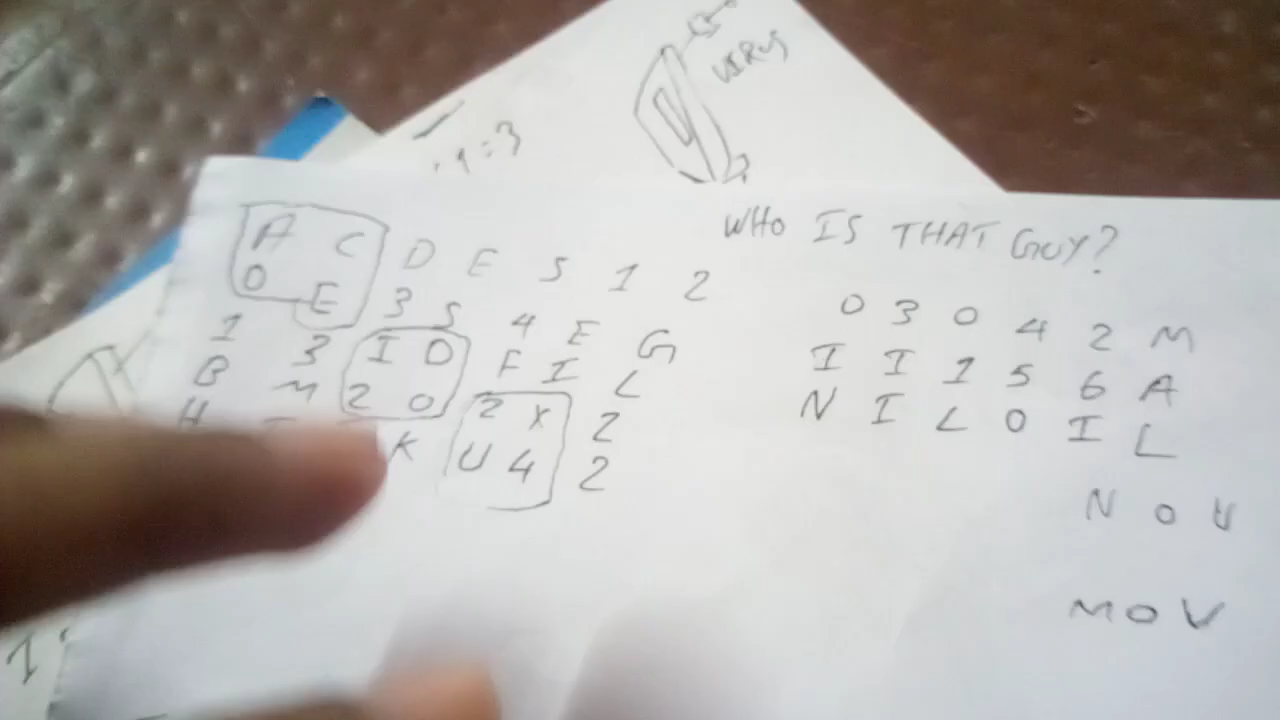 VIRUS
WHO IS THAT GUY?
A C D E S 1 2
0 E 3 S 4 E G
1 3 I D F I L
B M 2 0 2 X 2
H K U 4 2
0 3 0 4 2 M
I I 1 5 6 A
N I L O I L
N O V
M O V